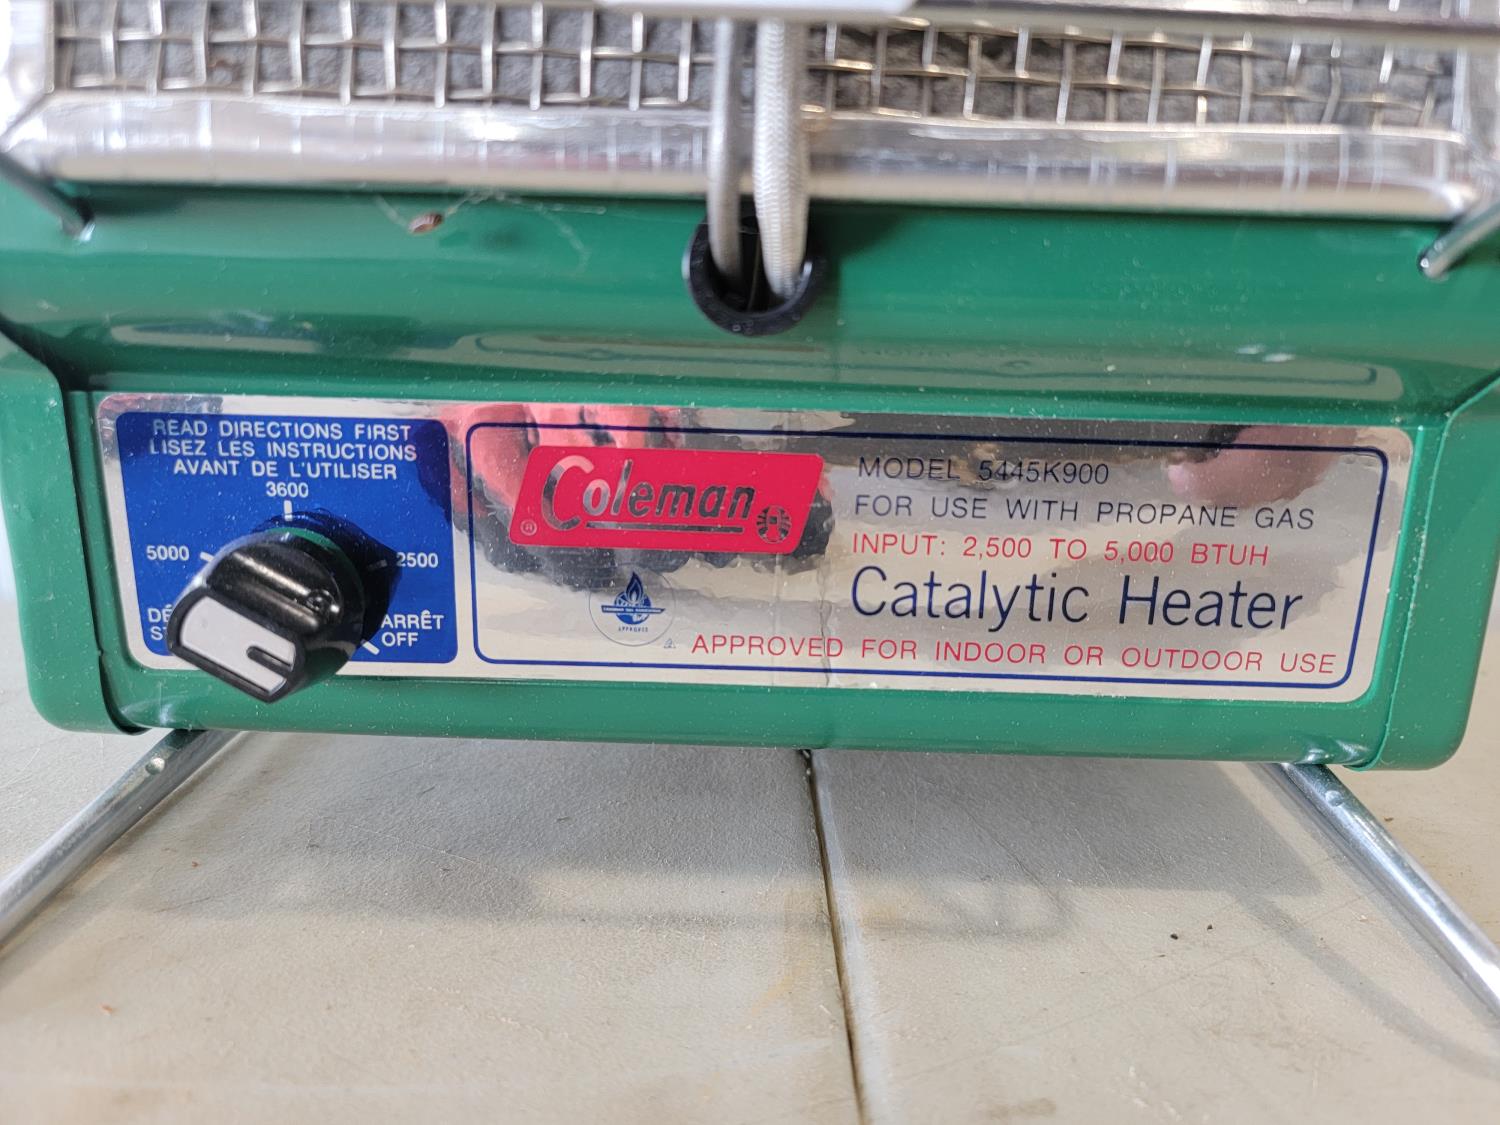 READ DIRECTIONS FIRST
LISEZ LES INSTRUCTIONS
AVANT DE L'UTILISER
3600
5000
2500
ARRÊT
OFF
Coleman
®
MODEL 5445K900
FOR USE WITH PROPANE GAS
INPUT: 2,500 TO 5,000 BTUH
Catalytic Heater
APPROVED
APPROVED FOR INDOOR OR OUTDOOR USE